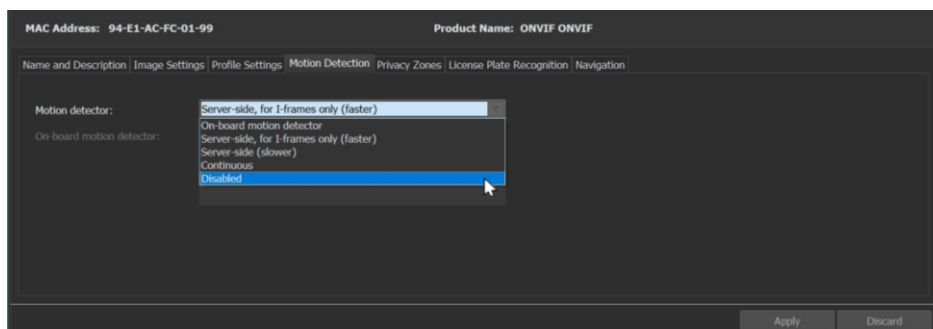 MAC Address: 94-E1-AC-FC-01-99 Product Name: ONVIF ONVIF
Name and Description Image Settings Profile Settings Motion Detection Privacy Zones License Plate Recognition Navigation
Motion detector: Server-side, for I-frames only (faster)
On-board motion detector:
On-board motion detector
Server-side, for I-frames only (faster)
Server-side (slower)
Continuous
Disabled
Apply Discard